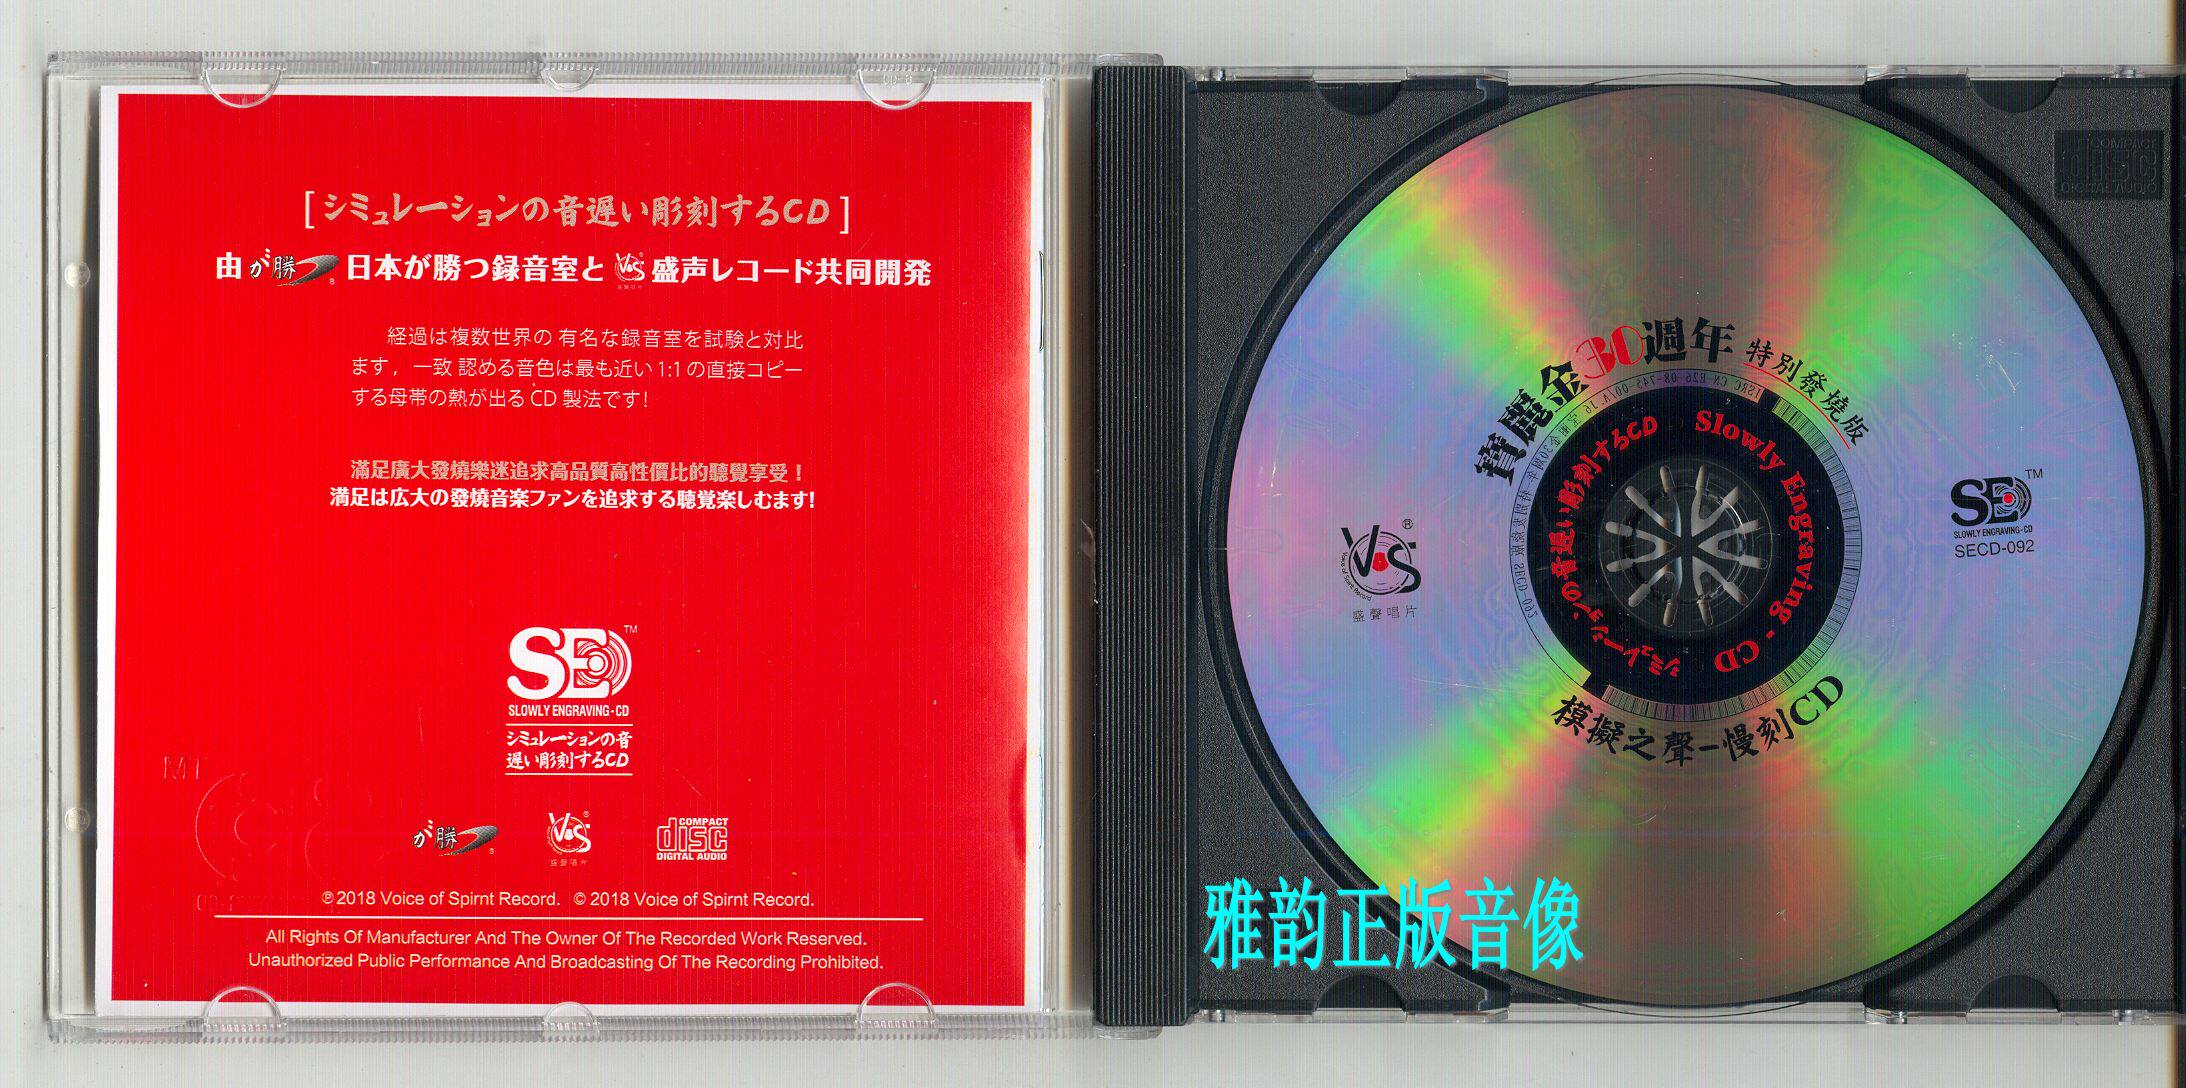 [シミュレーションの音遅い彫刻するCD]
由 が勝つ ® 日本が勝つ録音室と VoS ® 盛声レコード共同開発
経過は複数世界の 有名な録音室を試験と対比
ます，一致 認める音色は最も近い 1:1 の直接コピー
する母帯の熱が出る CD 製法です!
滿足廣大發燒樂迷追求高品質高性價比的聽覺享受！
満足は広大の發燒音楽ファンを追求する聴覚楽しむます!
SE TM
SLOWLY ENGRAVING-CD
シミュレーションの音
遅い彫刻するCD
が勝つ ®
VoS ®
盛聲唱片
COMPACT
disc
DIGITAL AUDIO
℗ 2018 Voice of Spirnt Record. © 2018 Voice of Spirnt Record.
All Rights Of Manufacturer And The Owner Of The Recorded Work Reserved.
Unauthorized Public Performance And Broadcasting Of The Recording Prohibited.
COMPACT
disc
DIGITAL AUDIO
寶麗金30週年 特別發燒版
シミュレーションの音遅い彫刻するCD
Slowly Engraving - CD
VoS ®
Voice of Spirnt Record
盛聲唱片
SE TM
SLOWLY ENGRAVING-CD
SECD-092
模擬之聲-慢刻CD
雅韵正版音像